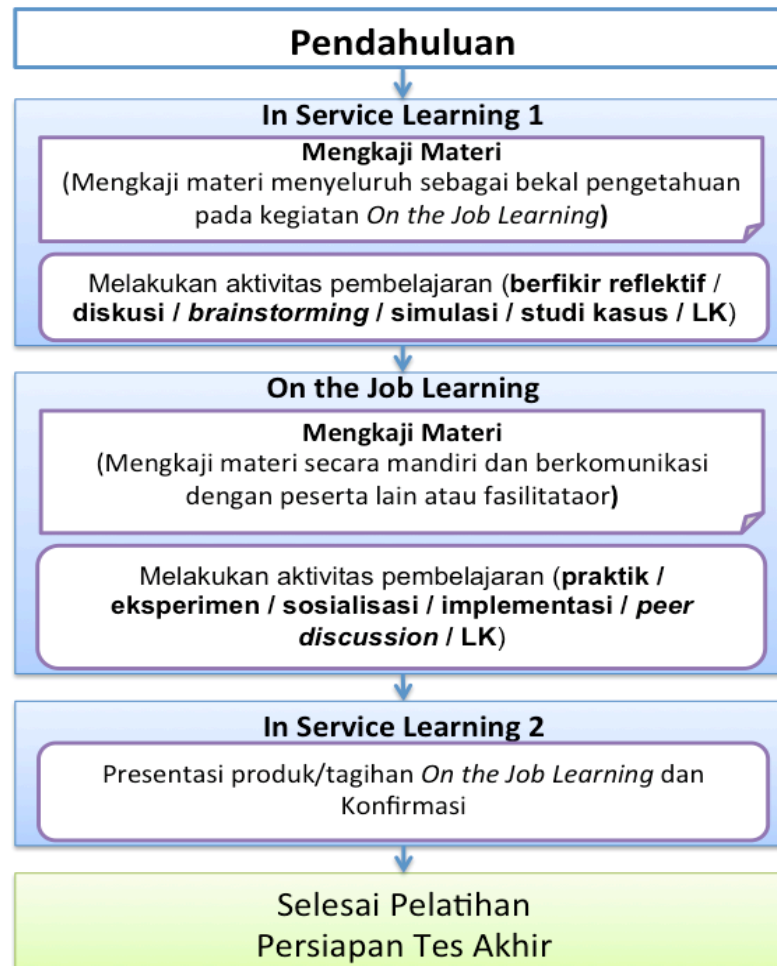 Pendahuluan
In Service Learning 1
Mengkaji Materi
(Mengkaji materi menyeluruh sebagai bekal pengetahuan
pada kegiatan On the Job Learning)
Melakukan aktivitas pembelajaran (berfikir reflektif /
diskusi / brainstorming / simulasi / studi kasus / LK)
On the Job Learning
Mengkaji Materi
(Mengkaji materi secara mandiri dan berkomunikasi
dengan peserta lain atau fasilitataor)
Melakukan aktivitas pembelajaran (praktik /
eksperimen / sosialisasi / implementasi / peer
discussion / LK)
In Service Learning 2
Presentasi produk/tagihan On the Job Learning dan
Konfirmasi
Selesai Pelatihan
Persiapan Tes Akhir